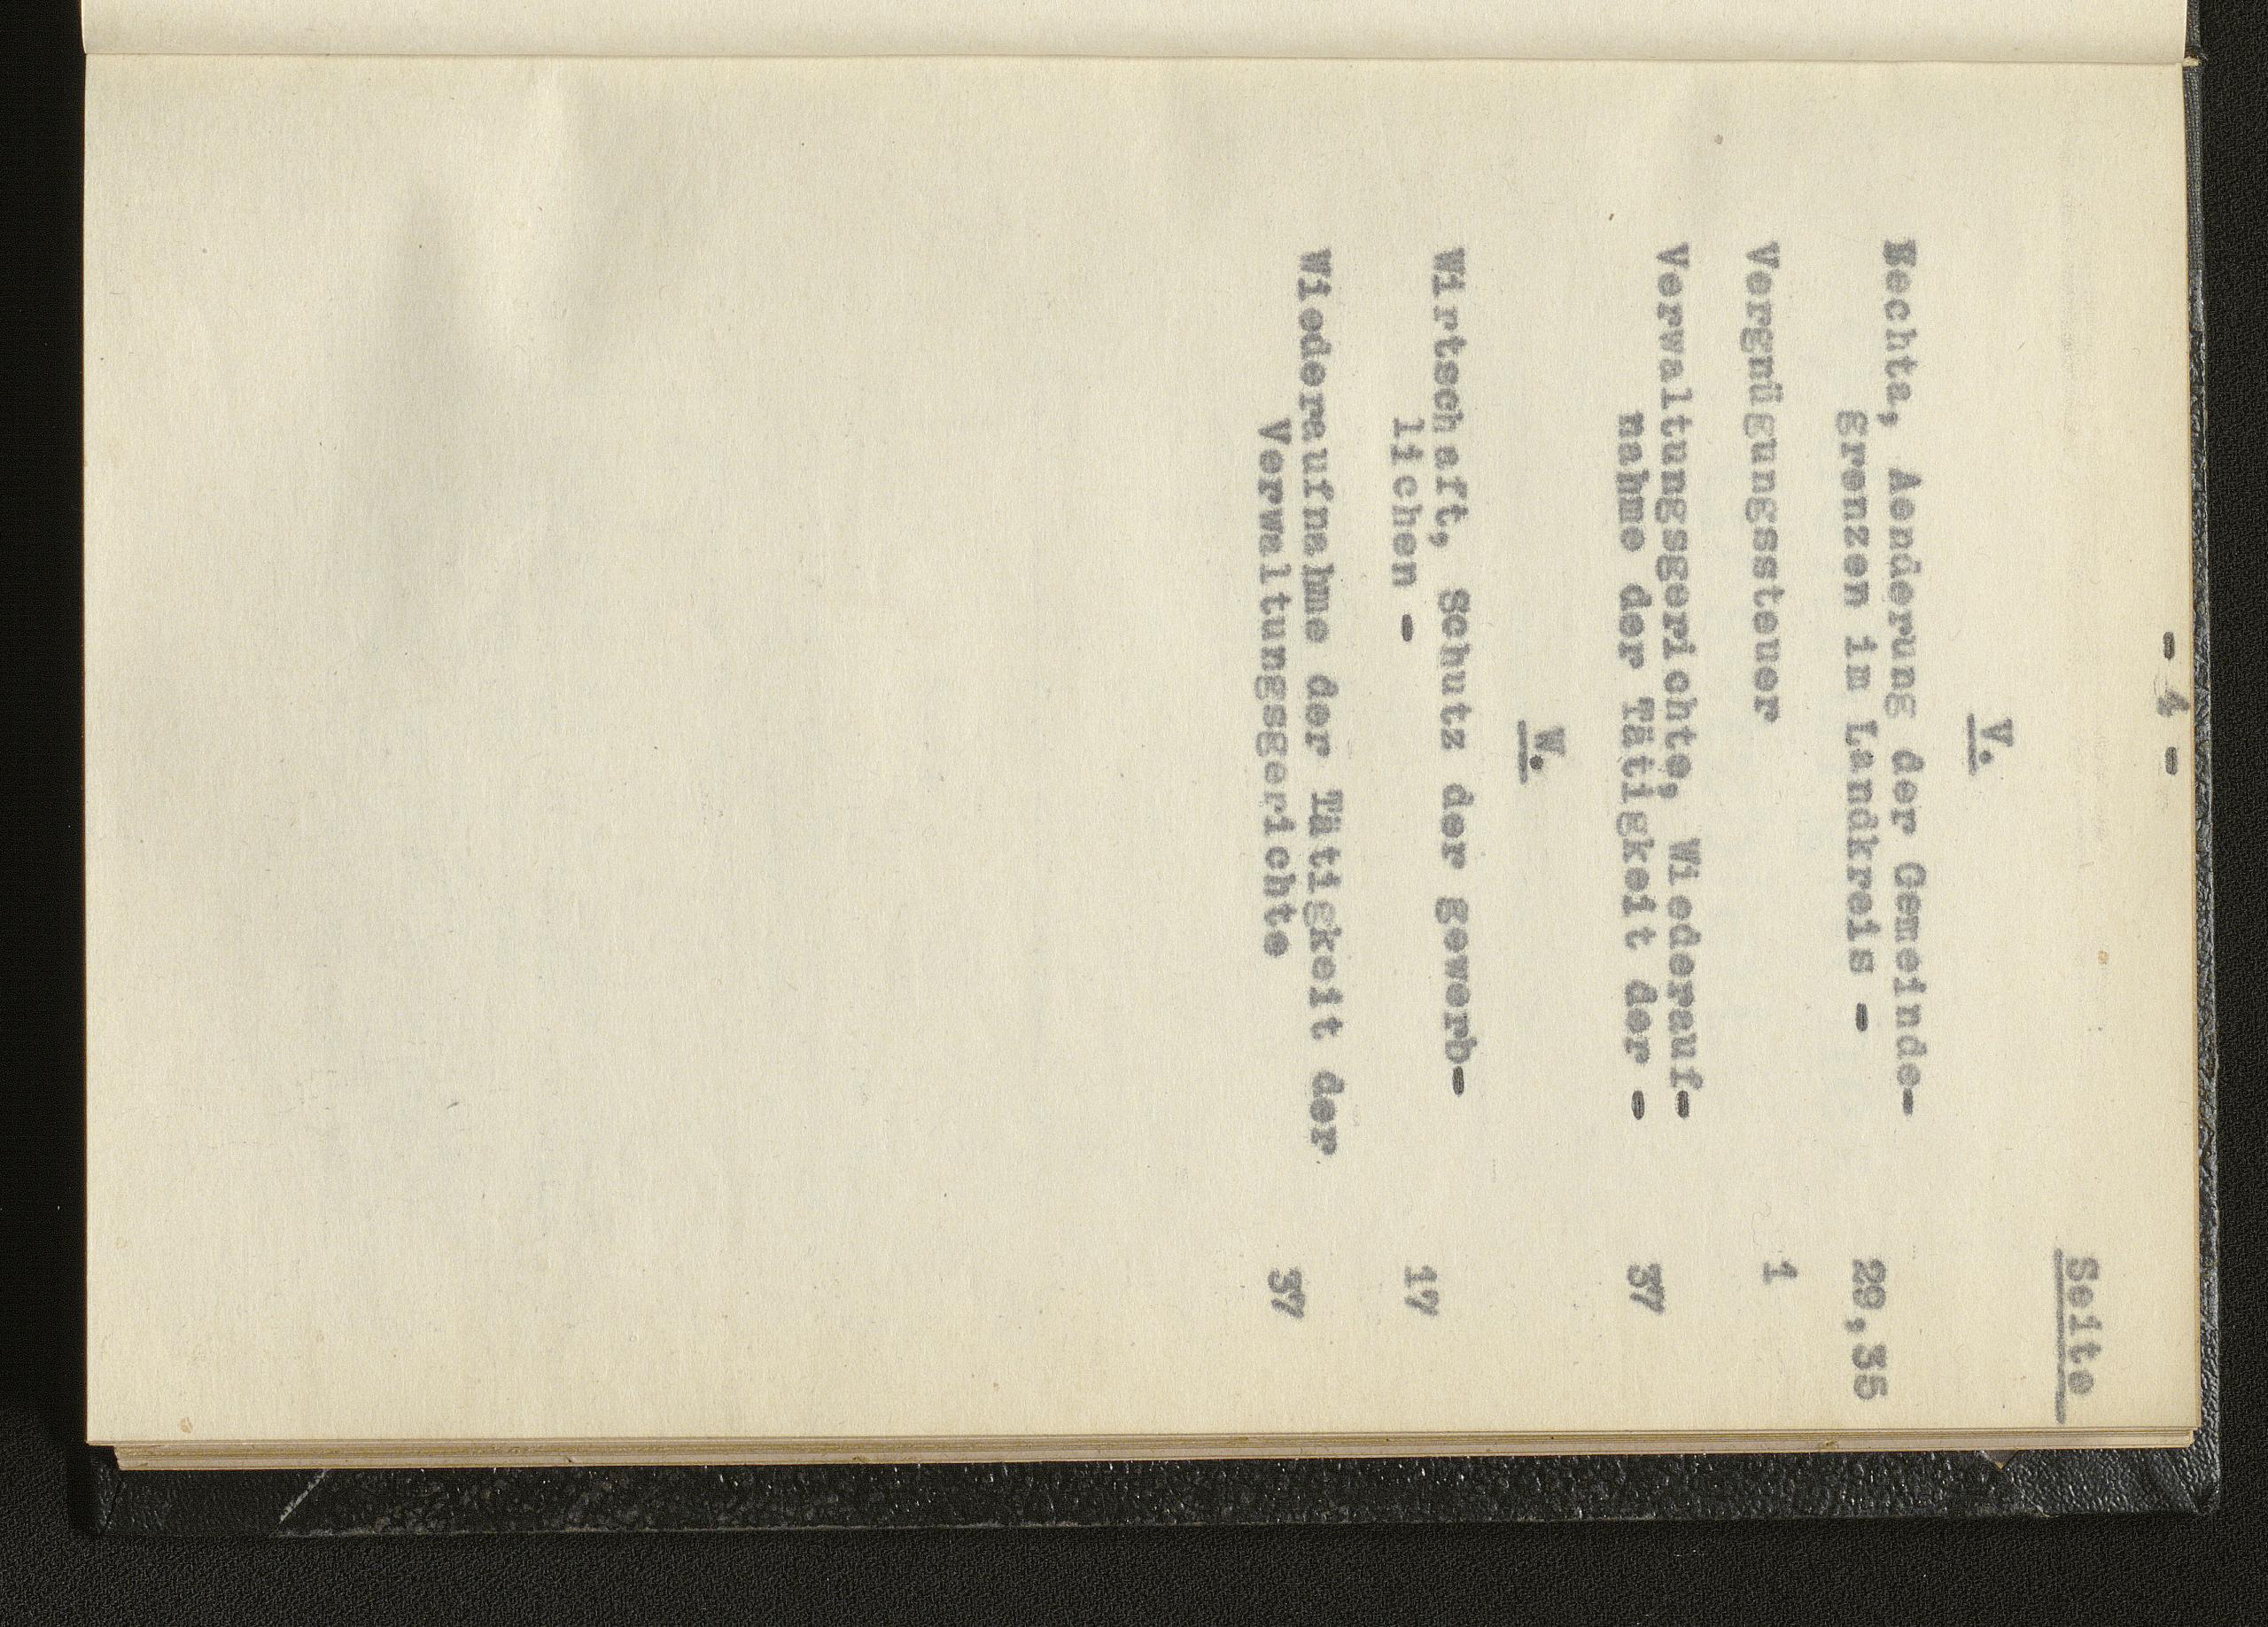 - 4 -
Seite
V.
Vechta, Aenderung der Gemeinde-
grenzen im Landkreis - 29,35
Vergnügungssteuer 1
Verwaltungsgerichte, Wiederauf-
nahme der Tätigkeit der - 37
W.
Wirtschaft, Schutz der gewerb-
lichen - 17
Wiederaufnahme der Tätigkeit der
Verwaltungsgerichte 37